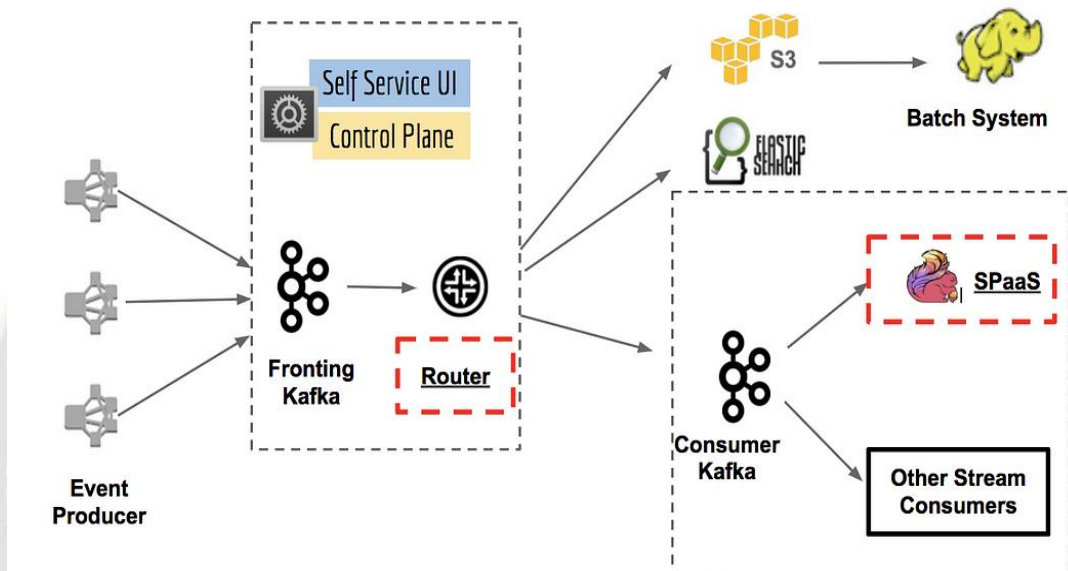 Self Service UI
Control Plane
S3
Batch System
ELASTIC
SEARCH
Fronting
Kafka
Router
SPaaS
Consumer
Kafka
Other Stream
Consumers
Event
Producer